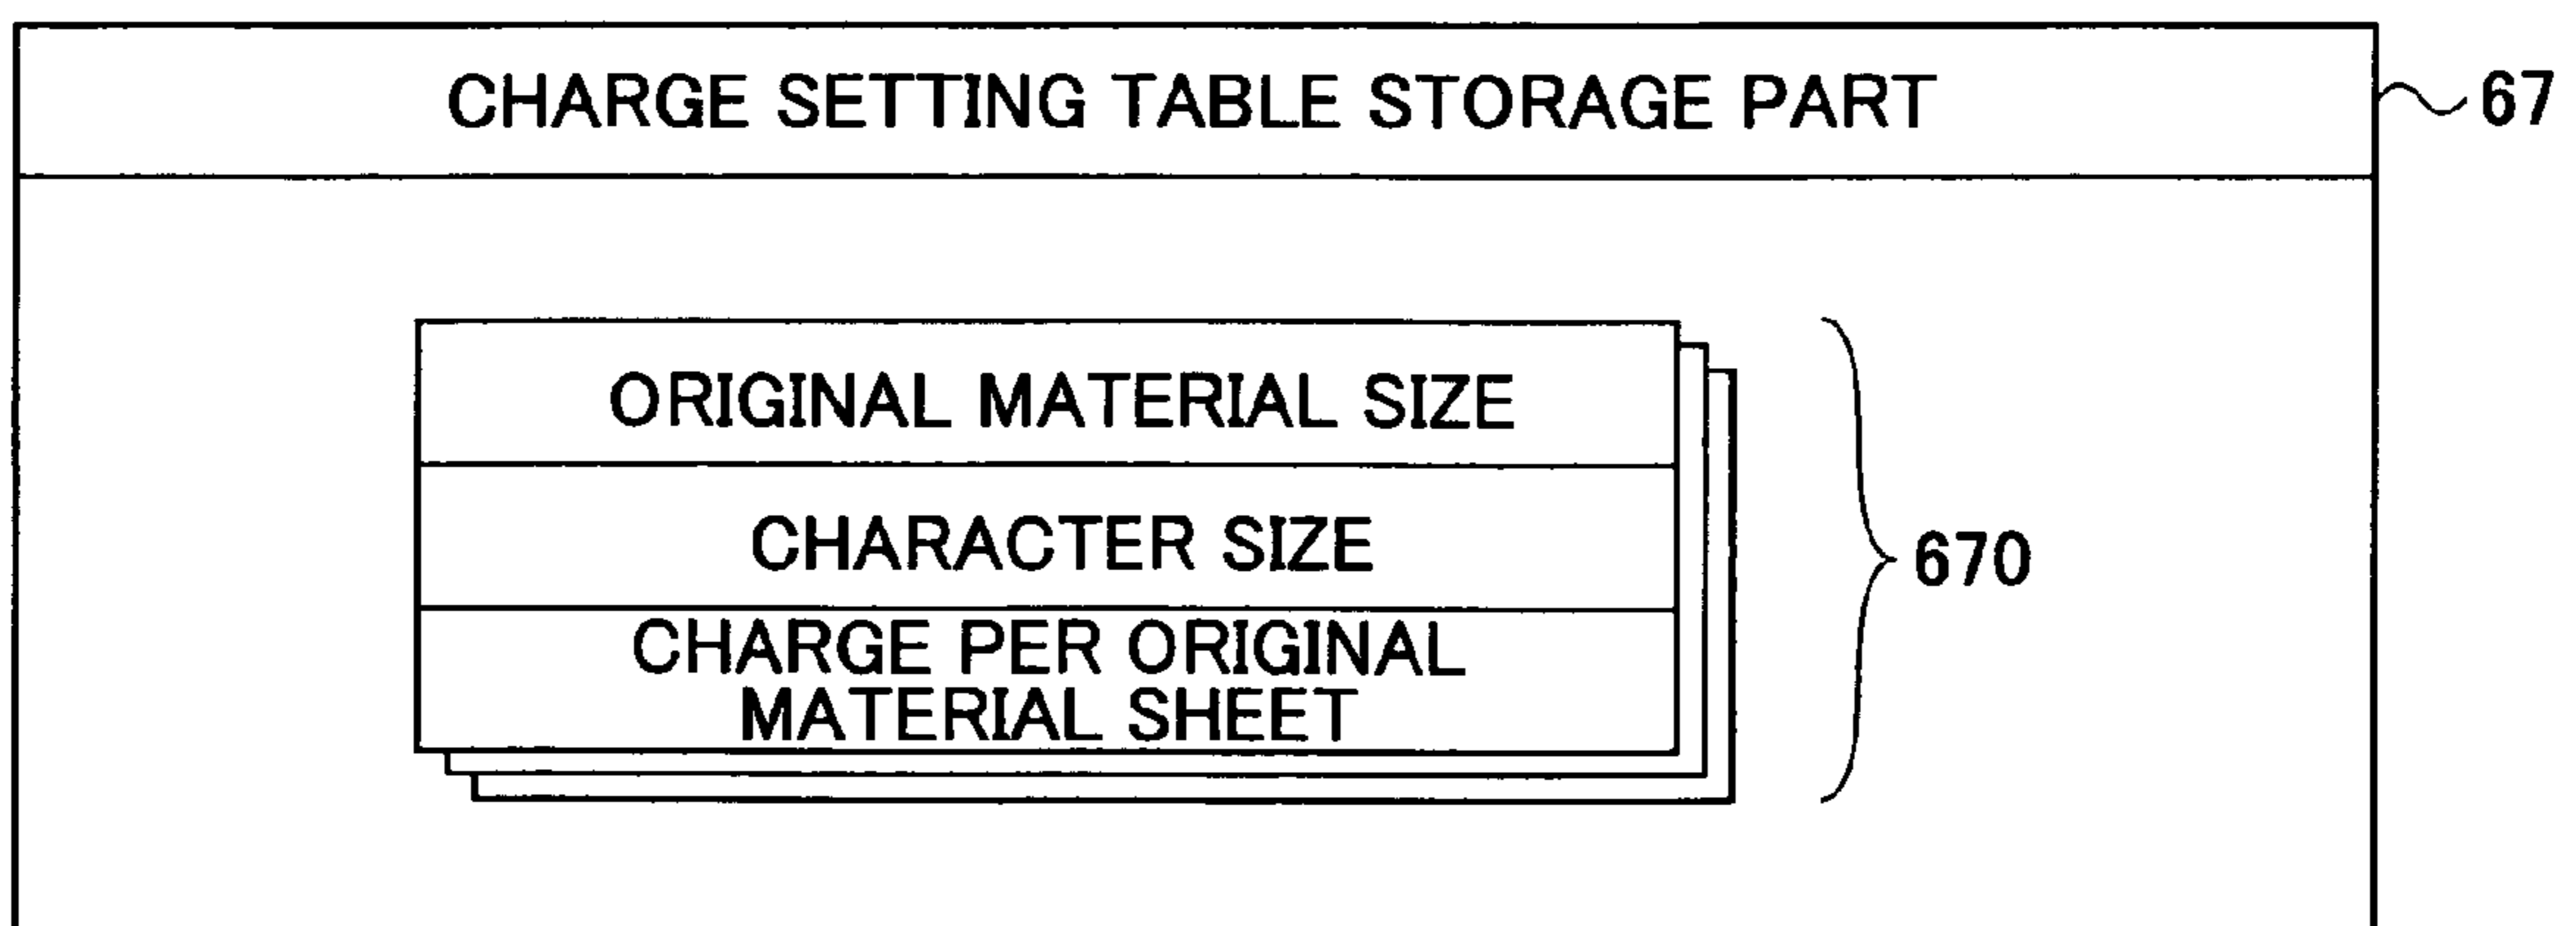 CHARGE SETTING TABLE STORAGE PART
67
ORIGINAL MATERIAL SIZE
CHARACTER SIZE
670
CHARGE PER ORIGINAL
MATERIAL SHEET